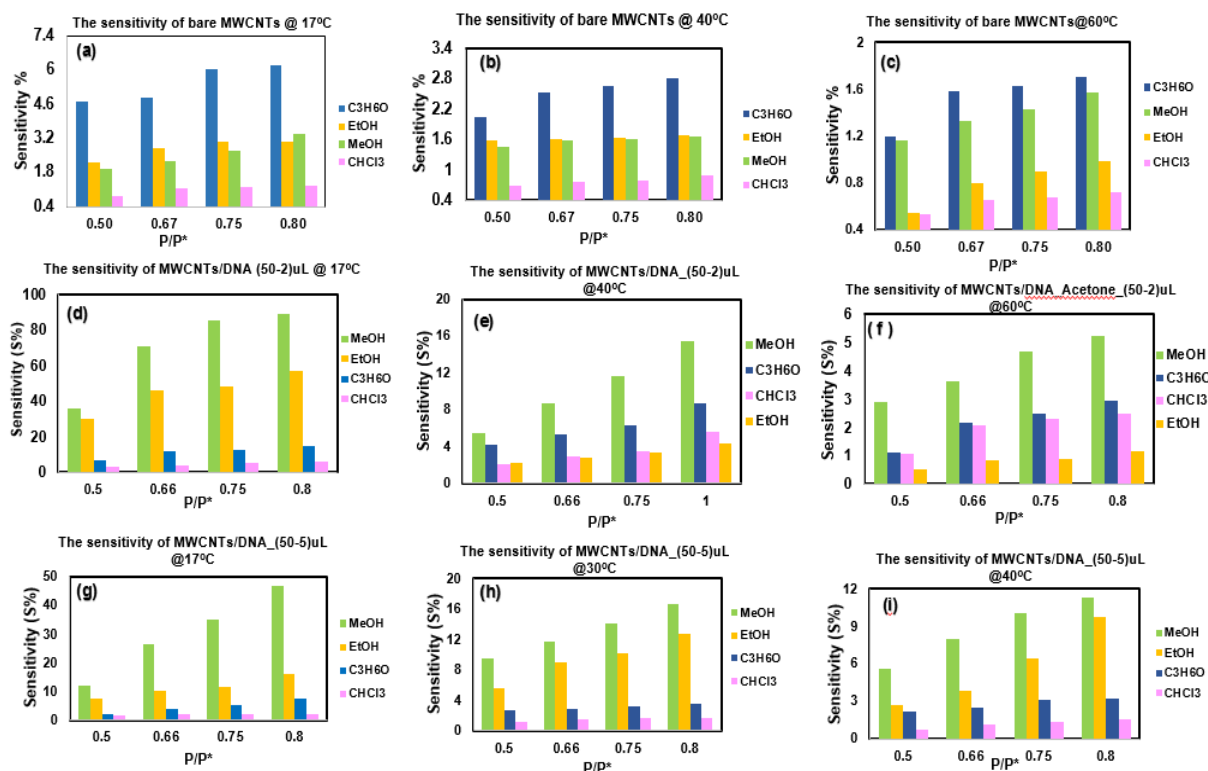 The sensitivity of bare MWCNTs @ 17⁰C
(a)
Sensitivity %
7.4
6
4.6
3.2
1.8
0.4
0.50 0.67 0.75 0.80
P/P*
C3H6O
EtOH
MeOH
CHCl3
The sensitivity of bare MWCNTs @ 40⁰C
(b)
Sensitivity %
3.4
2.8
2.2
1.6
1
0.4
0.50 0.67 0.75 0.80
P/P*
C3H6O
EtOH
MeOH
CHCl3
The sensitivity of bare MWCNTs@60⁰C
(c)
Sensitivity %
2
1.6
1.2
0.8
0.4
0.50 0.67 0.75 0.80
P/P*
C3H6O
MeOH
EtOH
CHCl3
The sensitivity of MWCNTs/DNA (50-2)uL @ 17⁰C
(d)
Sensitivity (S%)
100
80
60
40
20
0
0.5 0.66 0.75 0.8
P/P*
MeOH
EtOH
C3H6O
CHCl3
The sensitivity of MWCNTs/DNA_(50-2)uL
@40⁰C
(e)
Sensitivity (S%)
20
16
12
8
4
0
0.5 0.66 0.75 1
P/P*
MeOH
C3H6O
CHCl3
EtOH
The sensitivity of MWCNTs/DNA_Acetone_(50-2)uL
@60⁰C
( f )
Sensitivity (S%)
6
5
4
3
2
1
0
0.5 0.66 0.75 0.8
P/P*
MeOH
C3H6O
CHCl3
EtOH
The sensitivity of MWCNTs/DNA_(50-5)uL
@17⁰C
(g)
Sensitivity (S%)
50
40
30
20
10
0
0.5 0.66 0.75 0.8
P/P*
MeOH
EtOH
C3H6O
CHCl3
The sensitivity of MWCNTs/DNA_(50-5)uL
@30⁰C
(h)
Sensitivity (S%)
20
16
12
8
4
0
0.5 0.66 0.75 0.8
P/P*
MeOH
EtOH
C3H6O
CHCl3
The sensitivity of MWCNTs/DNA_(50-5)uL
@40⁰C
(i)
Sensitivity (S%)
12
9
6
3
0
0.5 0.66 0.75 0.8
P/P*
MeOH
EtOH
C3H6O
CHCl3